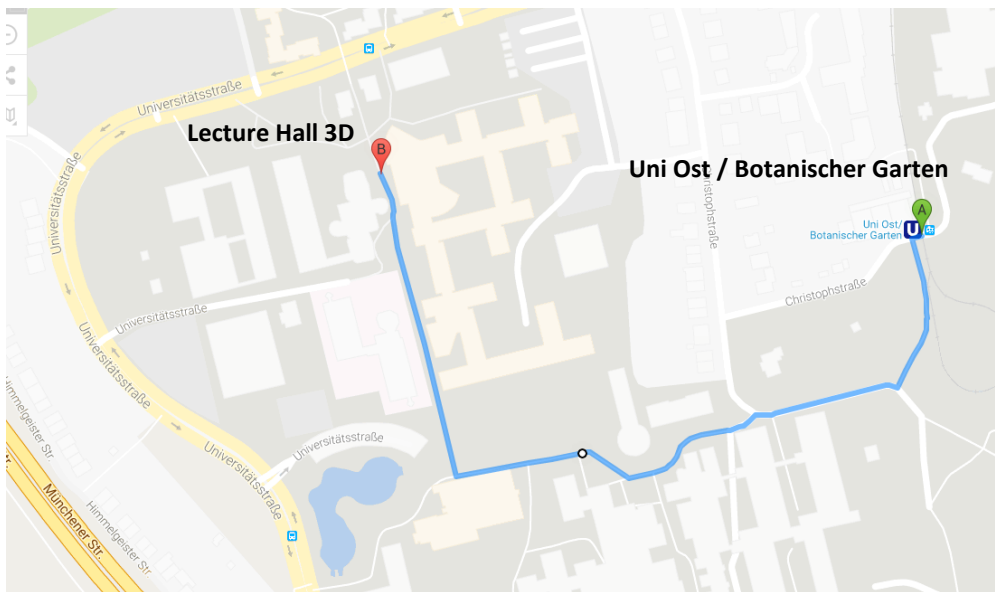 Universitätsstraße
Lecture Hall 3D
B
Uni Ost / Botanischer Garten
A
Uni Ost/
Botanischer Garten
U
Christophstraße
Christophstraße
Universitätsstraße
Universitätsstraße
Universitätsstraße
Universitätsstraße
Universitätsstraße
Himmelgeister Str.
Himmelgeister Str.
Münchener Str.
Str.